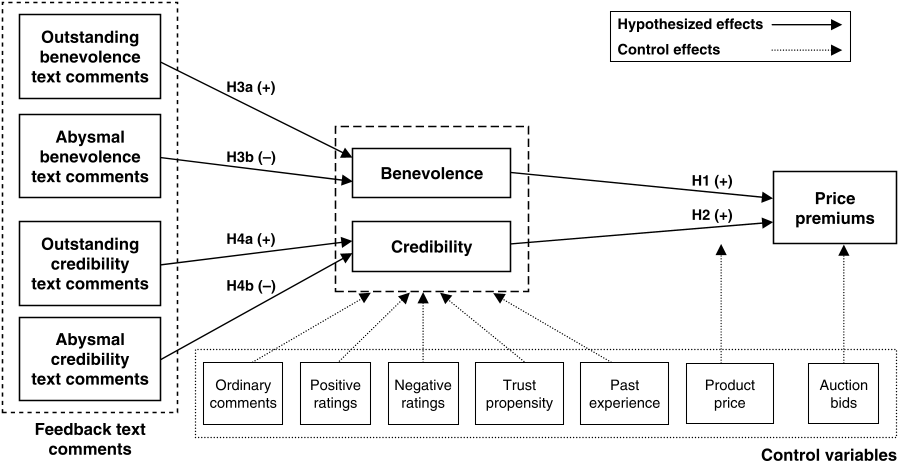 Outstanding
benevolence
text comments
Abysmal
benevolence
text comments
Outstanding
credibility
text comments
Abysmal
credibility
text comments
Feedback text
comments
H3a (+)
H3b (–)
H4a (+)
H4b (–)
Benevolence
Credibility
H1 (+)
H2 (+)
Price
premiums
Hypothesized effects
Control effects
Ordinary
comments
Positive
ratings
Negative
ratings
Trust
propensity
Past
experience
Product
price
Auction
bids
Control variables